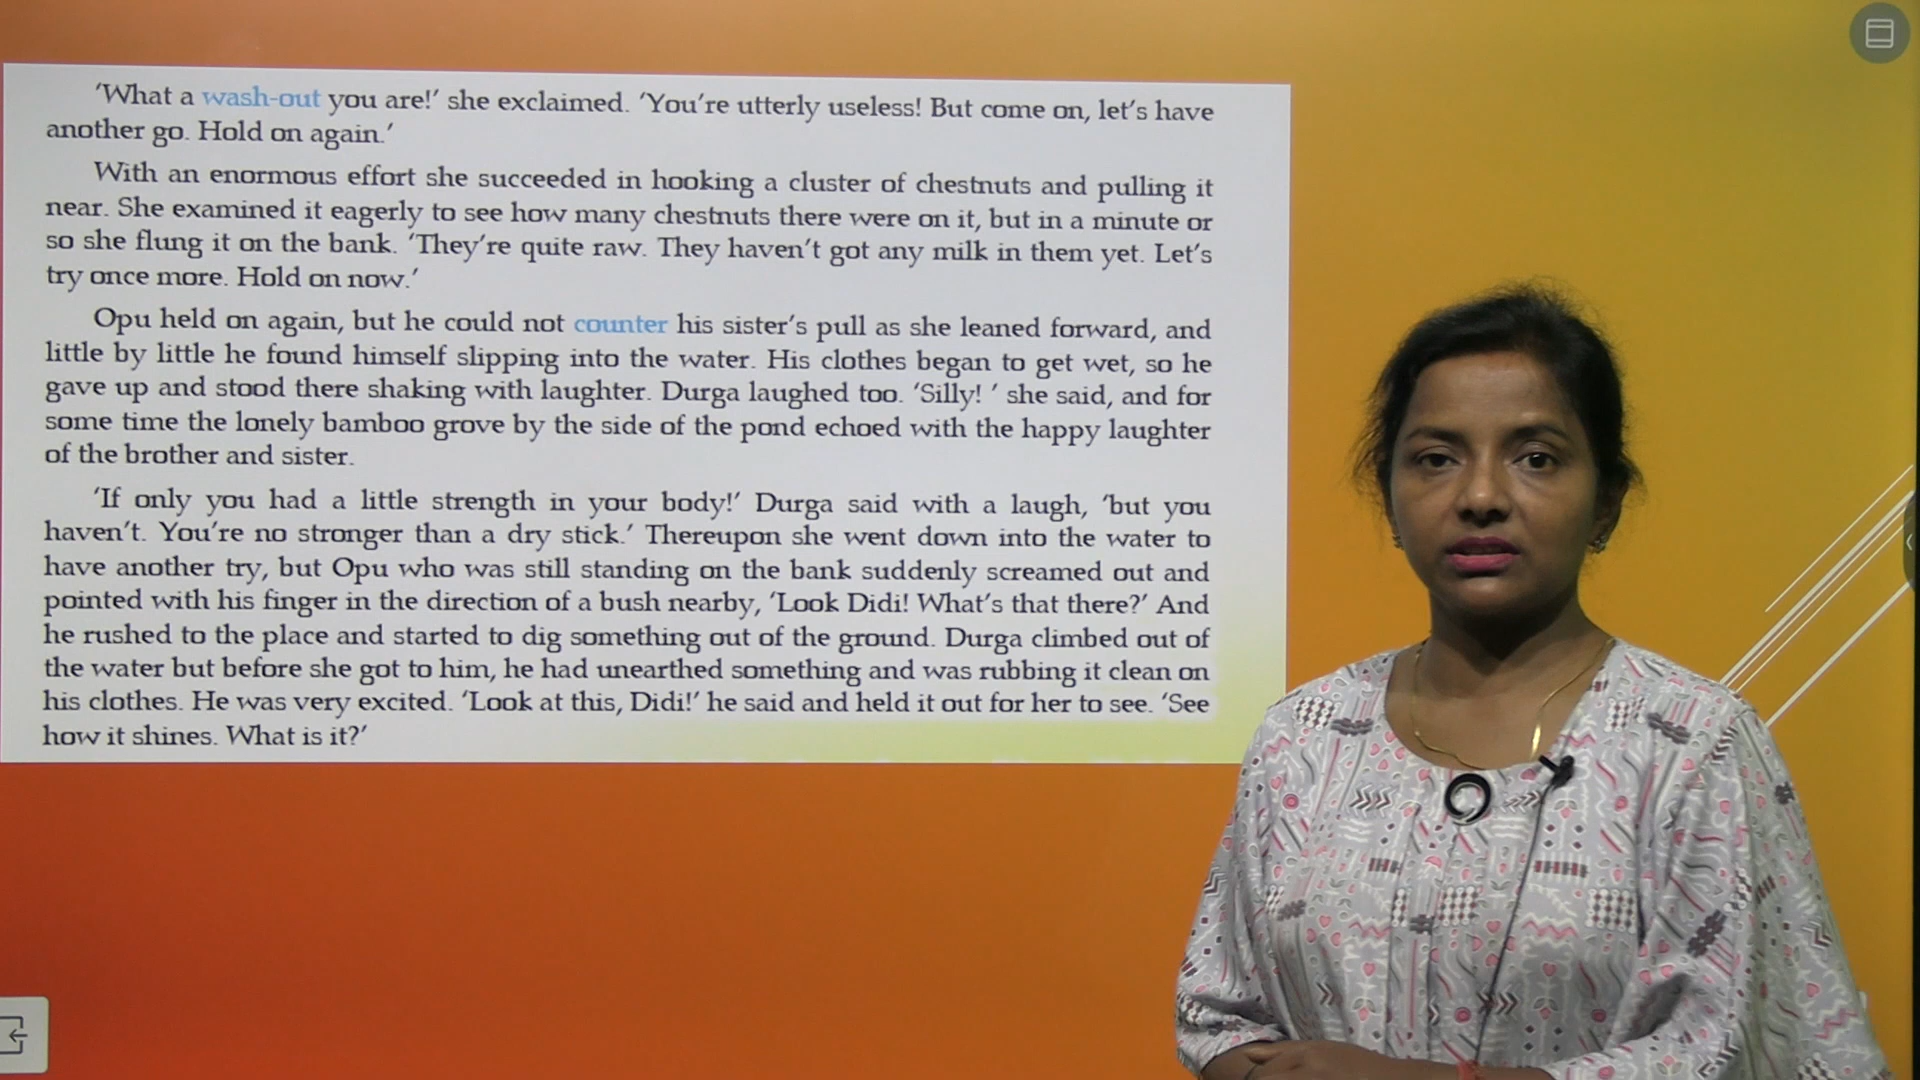 ‘What a wash-out you are!’ she exclaimed. ‘You’re utterly useless! But come on, let’s have
another go. Hold on again.’
With an enormous effort she succeeded in hooking a cluster of chestnuts and pulling it
near. She examined it eagerly to see how many chestnuts there were on it, but in a minute or
so she flung it on the bank. ‘They’re quite raw. They haven’t got any milk in them yet. Let’s
try once more. Hold on now.’
Opu held on again, but he could not counter his sister’s pull as she leaned forward, and
little by little he found himself slipping into the water. His clothes began to get wet, so he
gave up and stood there shaking with laughter. Durga laughed too. ‘Silly! ’ she said, and for
some time the lonely bamboo grove by the side of the pond echoed with the happy laughter
of the brother and sister.
‘If only you had a little strength in your body!’ Durga said with a laugh, ‘but you
haven’t. You’re no stronger than a dry stick.’ Thereupon she went down into the water to
have another try, but Opu who was still standing on the bank suddenly screamed out and
pointed with his finger in the direction of a bush nearby, ‘Look Didi! What’s that there?’ And
he rushed to the place and started to dig something out of the ground. Durga climbed out of
the water but before she got to him, he had unearthed something and was rubbing it clean on
his clothes. He was very excited. ‘Look at this, Didi!’ he said and held it out for her to see. ‘See
how it shines. What is it?’